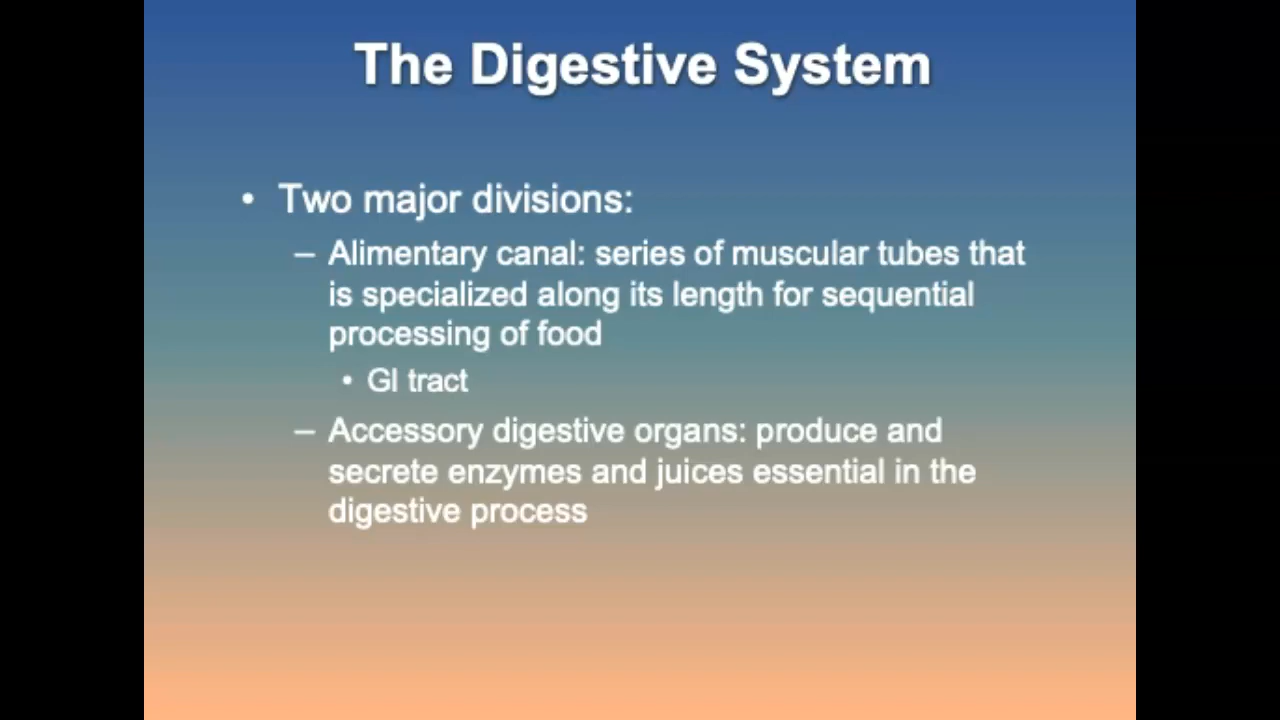 The Digestive System
• Two major divisions:
– Alimentary canal: series of muscular tubes that
is specialized along its length for sequential
processing of food
• GI tract
– Accessory digestive organs: produce and
secrete enzymes and juices essential in the
digestive process